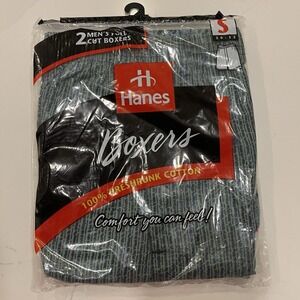 2 MEN'S FULL
CUT BOXERS
S
Hanes
Boxers
100% PRESHRUNK COTTON
Comfort you can feel!